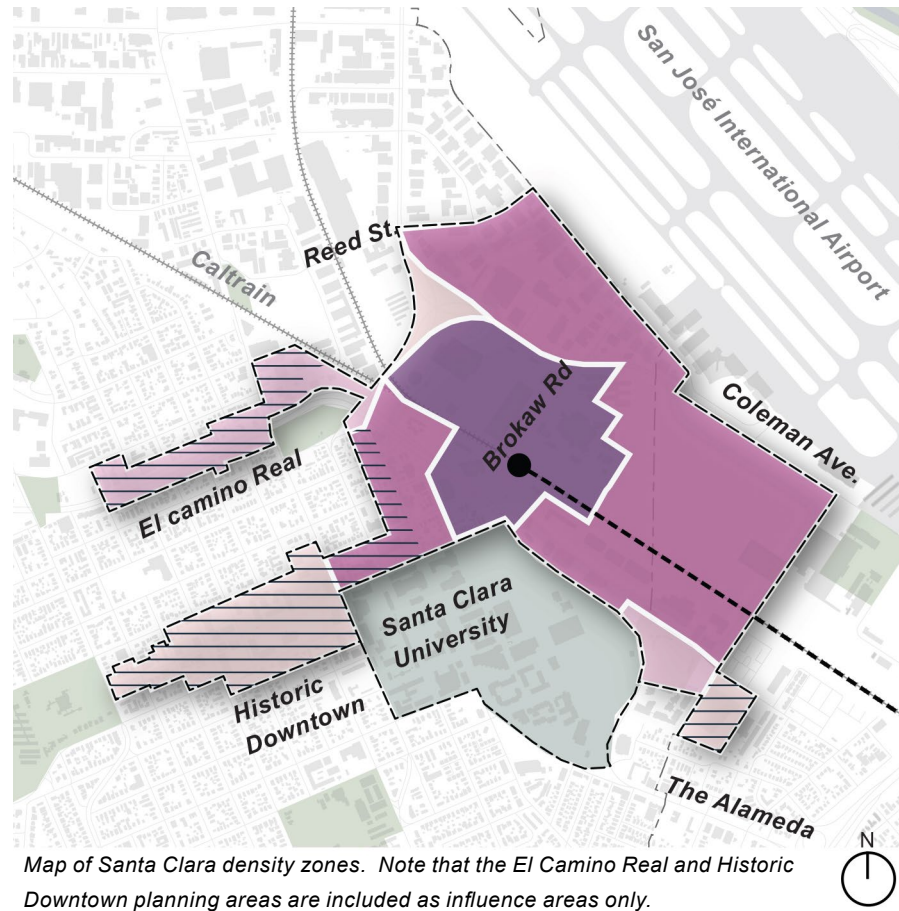 San José International Airport
Reed St.
Caltrain
Brokaw Rd
Coleman Ave.
El camino Real
Santa Clara
University
Historic
Downtown
The Alameda
N
Map of Santa Clara density zones.  Note that the El Camino Real and Historic
Downtown planning areas are included as influence areas only.